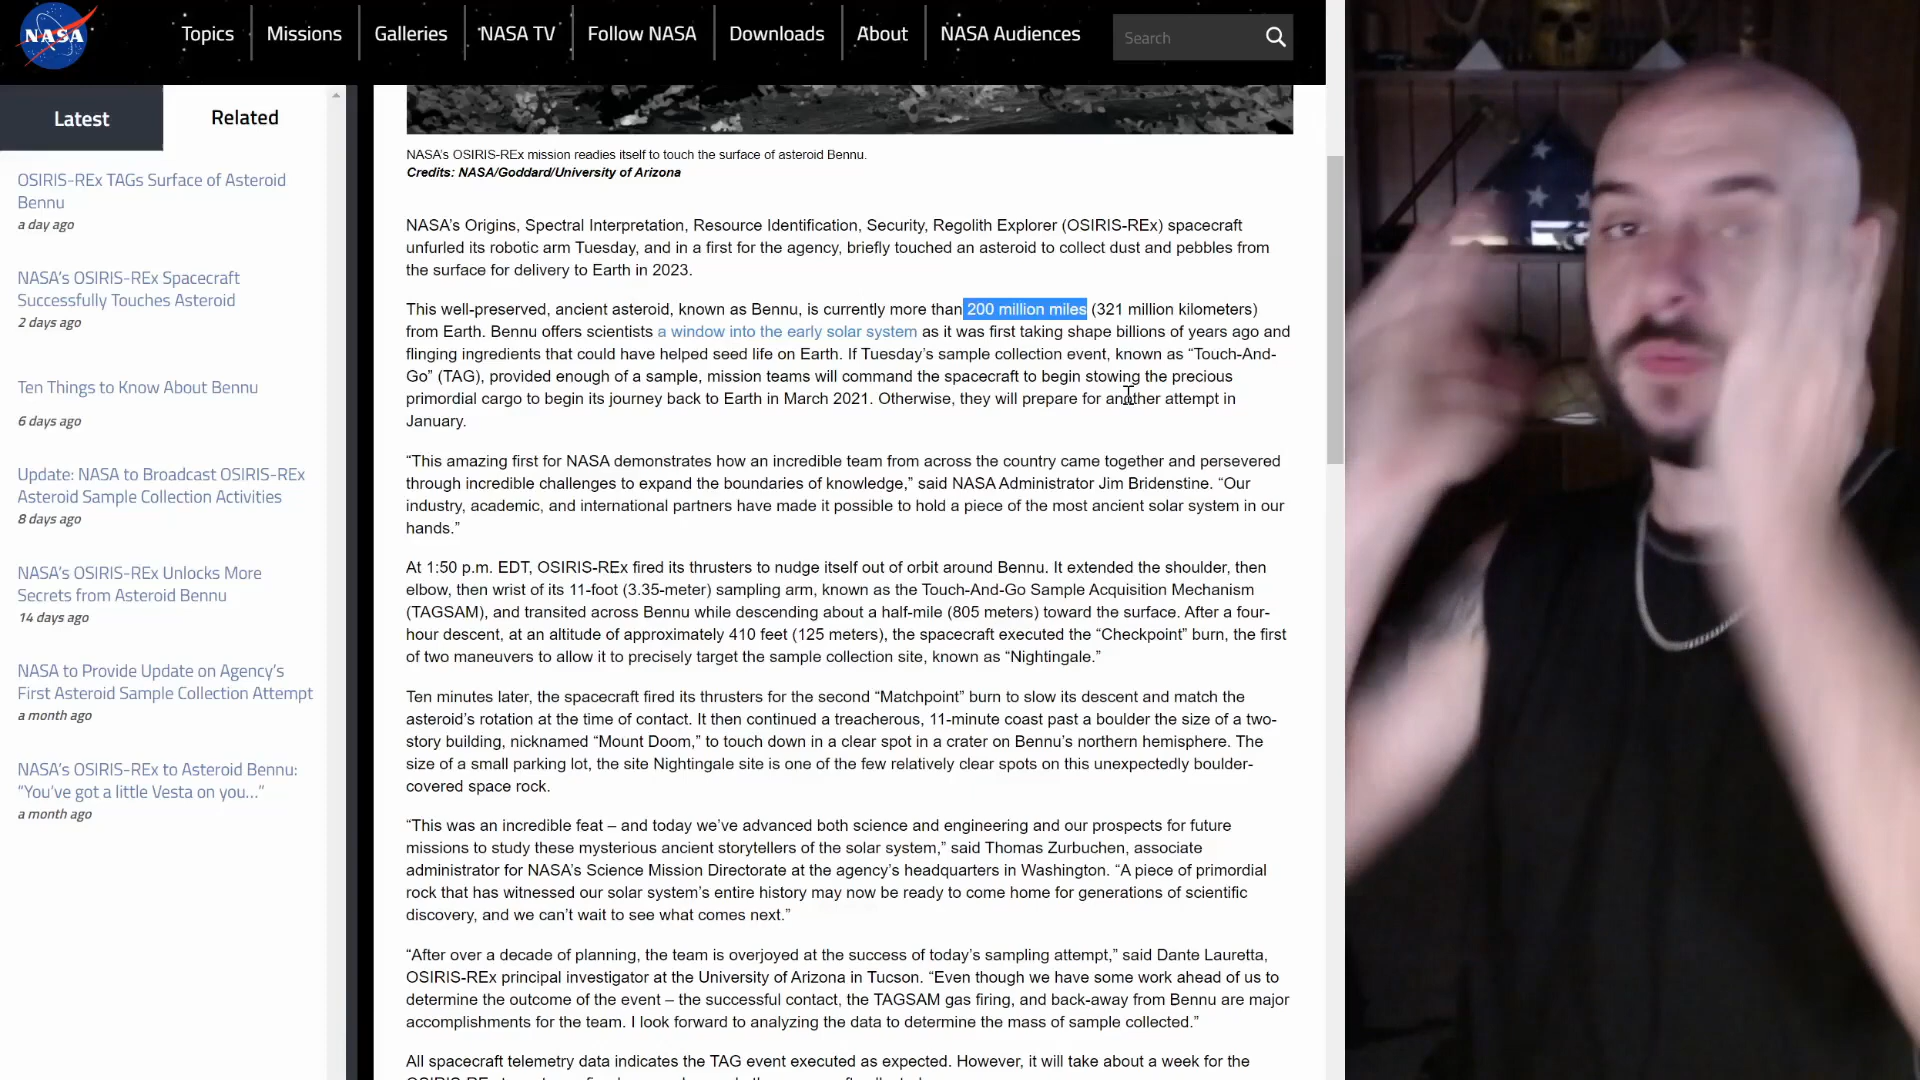 NASA
Topics
Missions
Galleries
NASA TV
Follow NASA
Downloads
About
NASA Audiences
Search
Latest
Related
OSIRIS-REx TAGs Surface of Asteroid
Bennu
a day ago
NASA's OSIRIS-REx Spacecraft
Successfully Touches Asteroid
2 days ago
Ten Things to Know About Bennu
6 days ago
Update: NASA to Broadcast OSIRIS-REx
Asteroid Sample Collection Activities
8 days ago
NASA's OSIRIS-REx Unlocks More
Secrets from Asteroid Bennu
14 days ago
NASA to Provide Update on Agency's
First Asteroid Sample Collection Attempt
a month ago
NASA's OSIRIS-REx to Asteroid Bennu:
“You've got a little Vesta on you…”
a month ago
NASA's OSIRIS-REx mission readies itself to touch the surface of asteroid Bennu.
Credits: NASA/Goddard/University of Arizona
NASA's Origins, Spectral Interpretation, Resource Identification, Security, Regolith Explorer (OSIRIS-REx) spacecraft
unfurled its robotic arm Tuesday, and in a first for the agency, briefly touched an asteroid to collect dust and pebbles from
the surface for delivery to Earth in 2023.
This well-preserved, ancient asteroid, known as Bennu, is currently more than 200 million miles (321 million kilometers)
from Earth. Bennu offers scientists a window into the early solar system as it was first taking shape billions of years ago and
flinging ingredients that could have helped seed life on Earth. If Tuesday's sample collection event, known as “Touch-And-
Go” (TAG), provided enough of a sample, mission teams will command the spacecraft to begin stowing the precious
primordial cargo to begin its journey back to Earth in March 2021. Otherwise, they will prepare for another attempt in
January.
“This amazing first for NASA demonstrates how an incredible team from across the country came together and persevered
through incredible challenges to expand the boundaries of knowledge,” said NASA Administrator Jim Bridenstine. “Our
industry, academic, and international partners have made it possible to hold a piece of the most ancient solar system in our
hands.”
At 1:50 p.m. EDT, OSIRIS-REx fired its thrusters to nudge itself out of orbit around Bennu. It extended the shoulder, then
elbow, then wrist of its 11-foot (3.35-meter) sampling arm, known as the Touch-And-Go Sample Acquisition Mechanism
(TAGSAM), and transited across Bennu while descending about a half-mile (805 meters) toward the surface. After a four-
hour descent, at an altitude of approximately 410 feet (125 meters), the spacecraft executed the “Checkpoint” burn, the first
of two maneuvers to allow it to precisely target the sample collection site, known as “Nightingale.”
Ten minutes later, the spacecraft fired its thrusters for the second “Matchpoint” burn to slow its descent and match the
asteroid's rotation at the time of contact. It then continued a treacherous, 11-minute coast past a boulder the size of a two-
story building, nicknamed “Mount Doom,” to touch down in a clear spot in a crater on Bennu's northern hemisphere. The
size of a small parking lot, the site Nightingale site is one of the few relatively clear spots on this unexpectedly boulder-
covered space rock.
“This was an incredible feat – and today we've advanced both science and engineering and our prospects for future
missions to study these mysterious ancient storytellers of the solar system,” said Thomas Zurbuchen, associate
administrator for NASA's Science Mission Directorate at the agency's headquarters in Washington. “A piece of primordial
rock that has witnessed our solar system's entire history may now be ready to come home for generations of scientific
discovery, and we can't wait to see what comes next.”
“After over a decade of planning, the team is overjoyed at the success of today's sampling attempt,” said Dante Lauretta,
OSIRIS-REx principal investigator at the University of Arizona in Tucson. “Even though we have some work ahead of us to
determine the outcome of the event – the successful contact, the TAGSAM gas firing, and back-away from Bennu are major
accomplishments for the team. I look forward to analyzing the data to determine the mass of sample collected.”
All spacecraft telemetry data indicates the TAG event executed as expected. However, it will take about a week for the